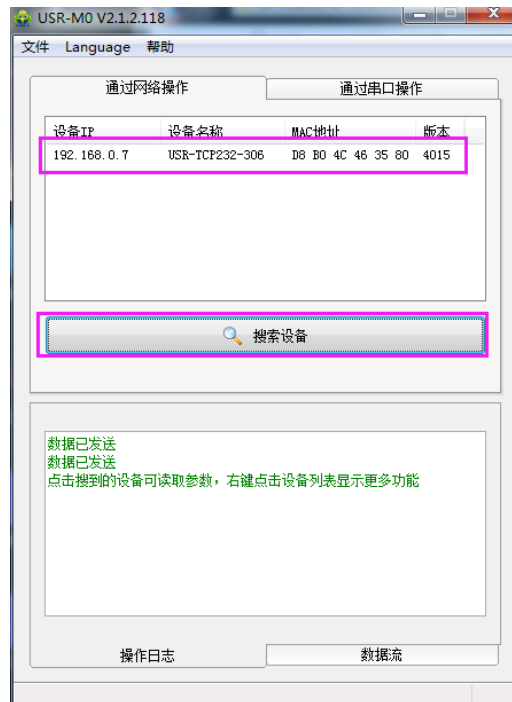 USR-M0 V2.1.2.118
文件 Language 帮助
通过网络操作 通过串口操作
设备IP 设备名称 MAC地址 版本
192.168.0.7 USR-TCP232-306 D8 B0 4C 46 35 80 4015
搜索设备
数据已发送
数据已发送
点击搜到的设备可读取参数，右键点击设备列表显示更多功能
操作日志 数据流